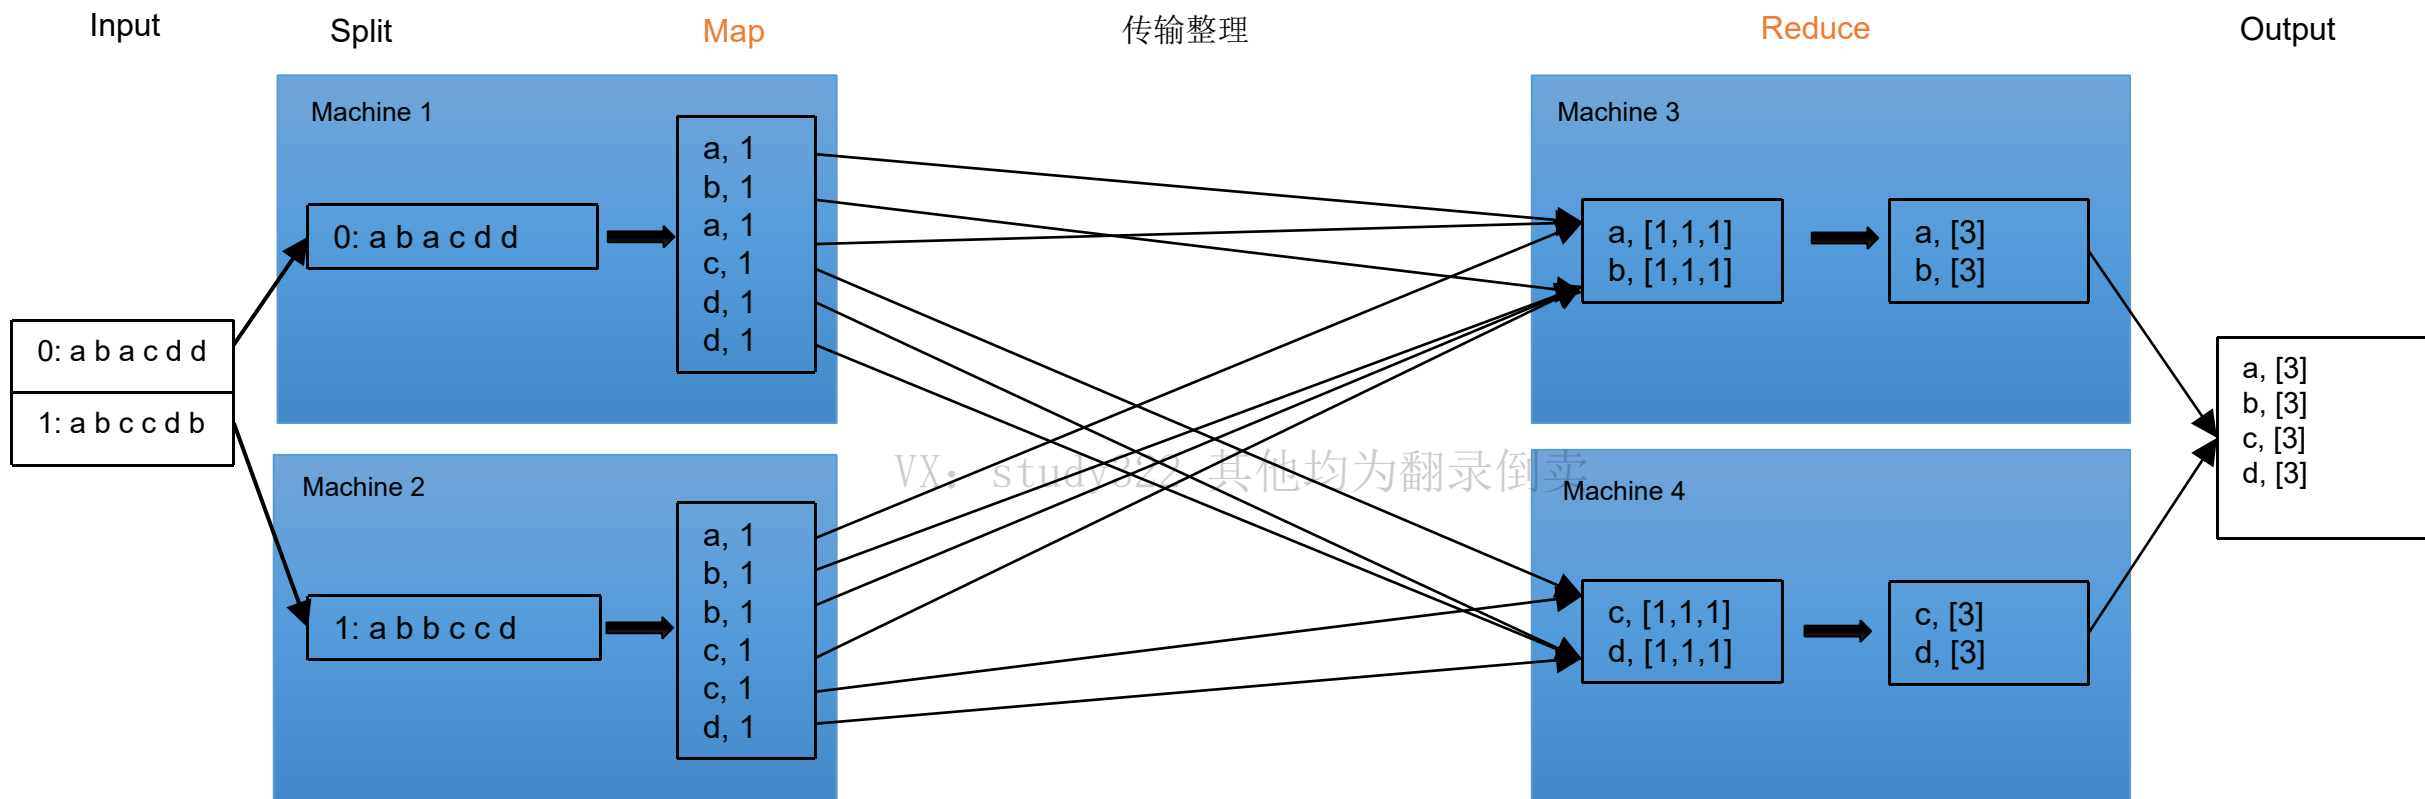 Input
Split
Map
传输整理
Reduce
Output
Machine 1
0: a b a c d d
a, 1
b, 1
a, 1
c, 1
d, 1
d, 1
0: a b a c d d
1: a b c c d b
Machine 2
1: a b b c c d
a, 1
b, 1
b, 1
c, 1
c, 1
d, 1
VX: study322 其他均为翻录倒卖
Machine 3
a, [1,1,1]
b, [1,1,1]
a, [3]
b, [3]
Machine 4
c, [1,1,1]
d, [1,1,1]
c, [3]
d, [3]
a, [3]
b, [3]
c, [3]
d, [3]